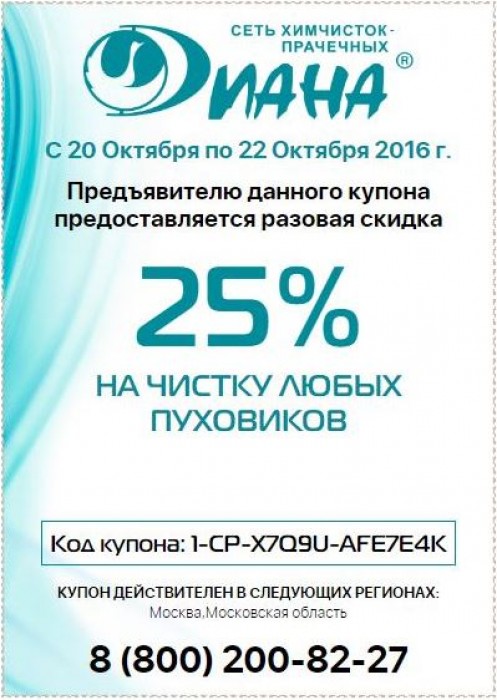 СЕТЬ ХИМЧИСТОК-
ПРАЧЕЧНЫХ
ДИАНА®
С 20 Октября по 22 Октября 2016 г.
Предъявителю данного купона
предоставляется разовая скидка
25%
НА ЧИСТКУ ЛЮБЫХ
ПУХОВИКОВ
Код купона: 1-CP-X7Q9U-AFE7E4K
КУПОН ДЕЙСТВИТЕЛЕН В СЛЕДУЮЩИХ РЕГИОНАХ:
Москва,Московская область
8 (800) 200-82-27